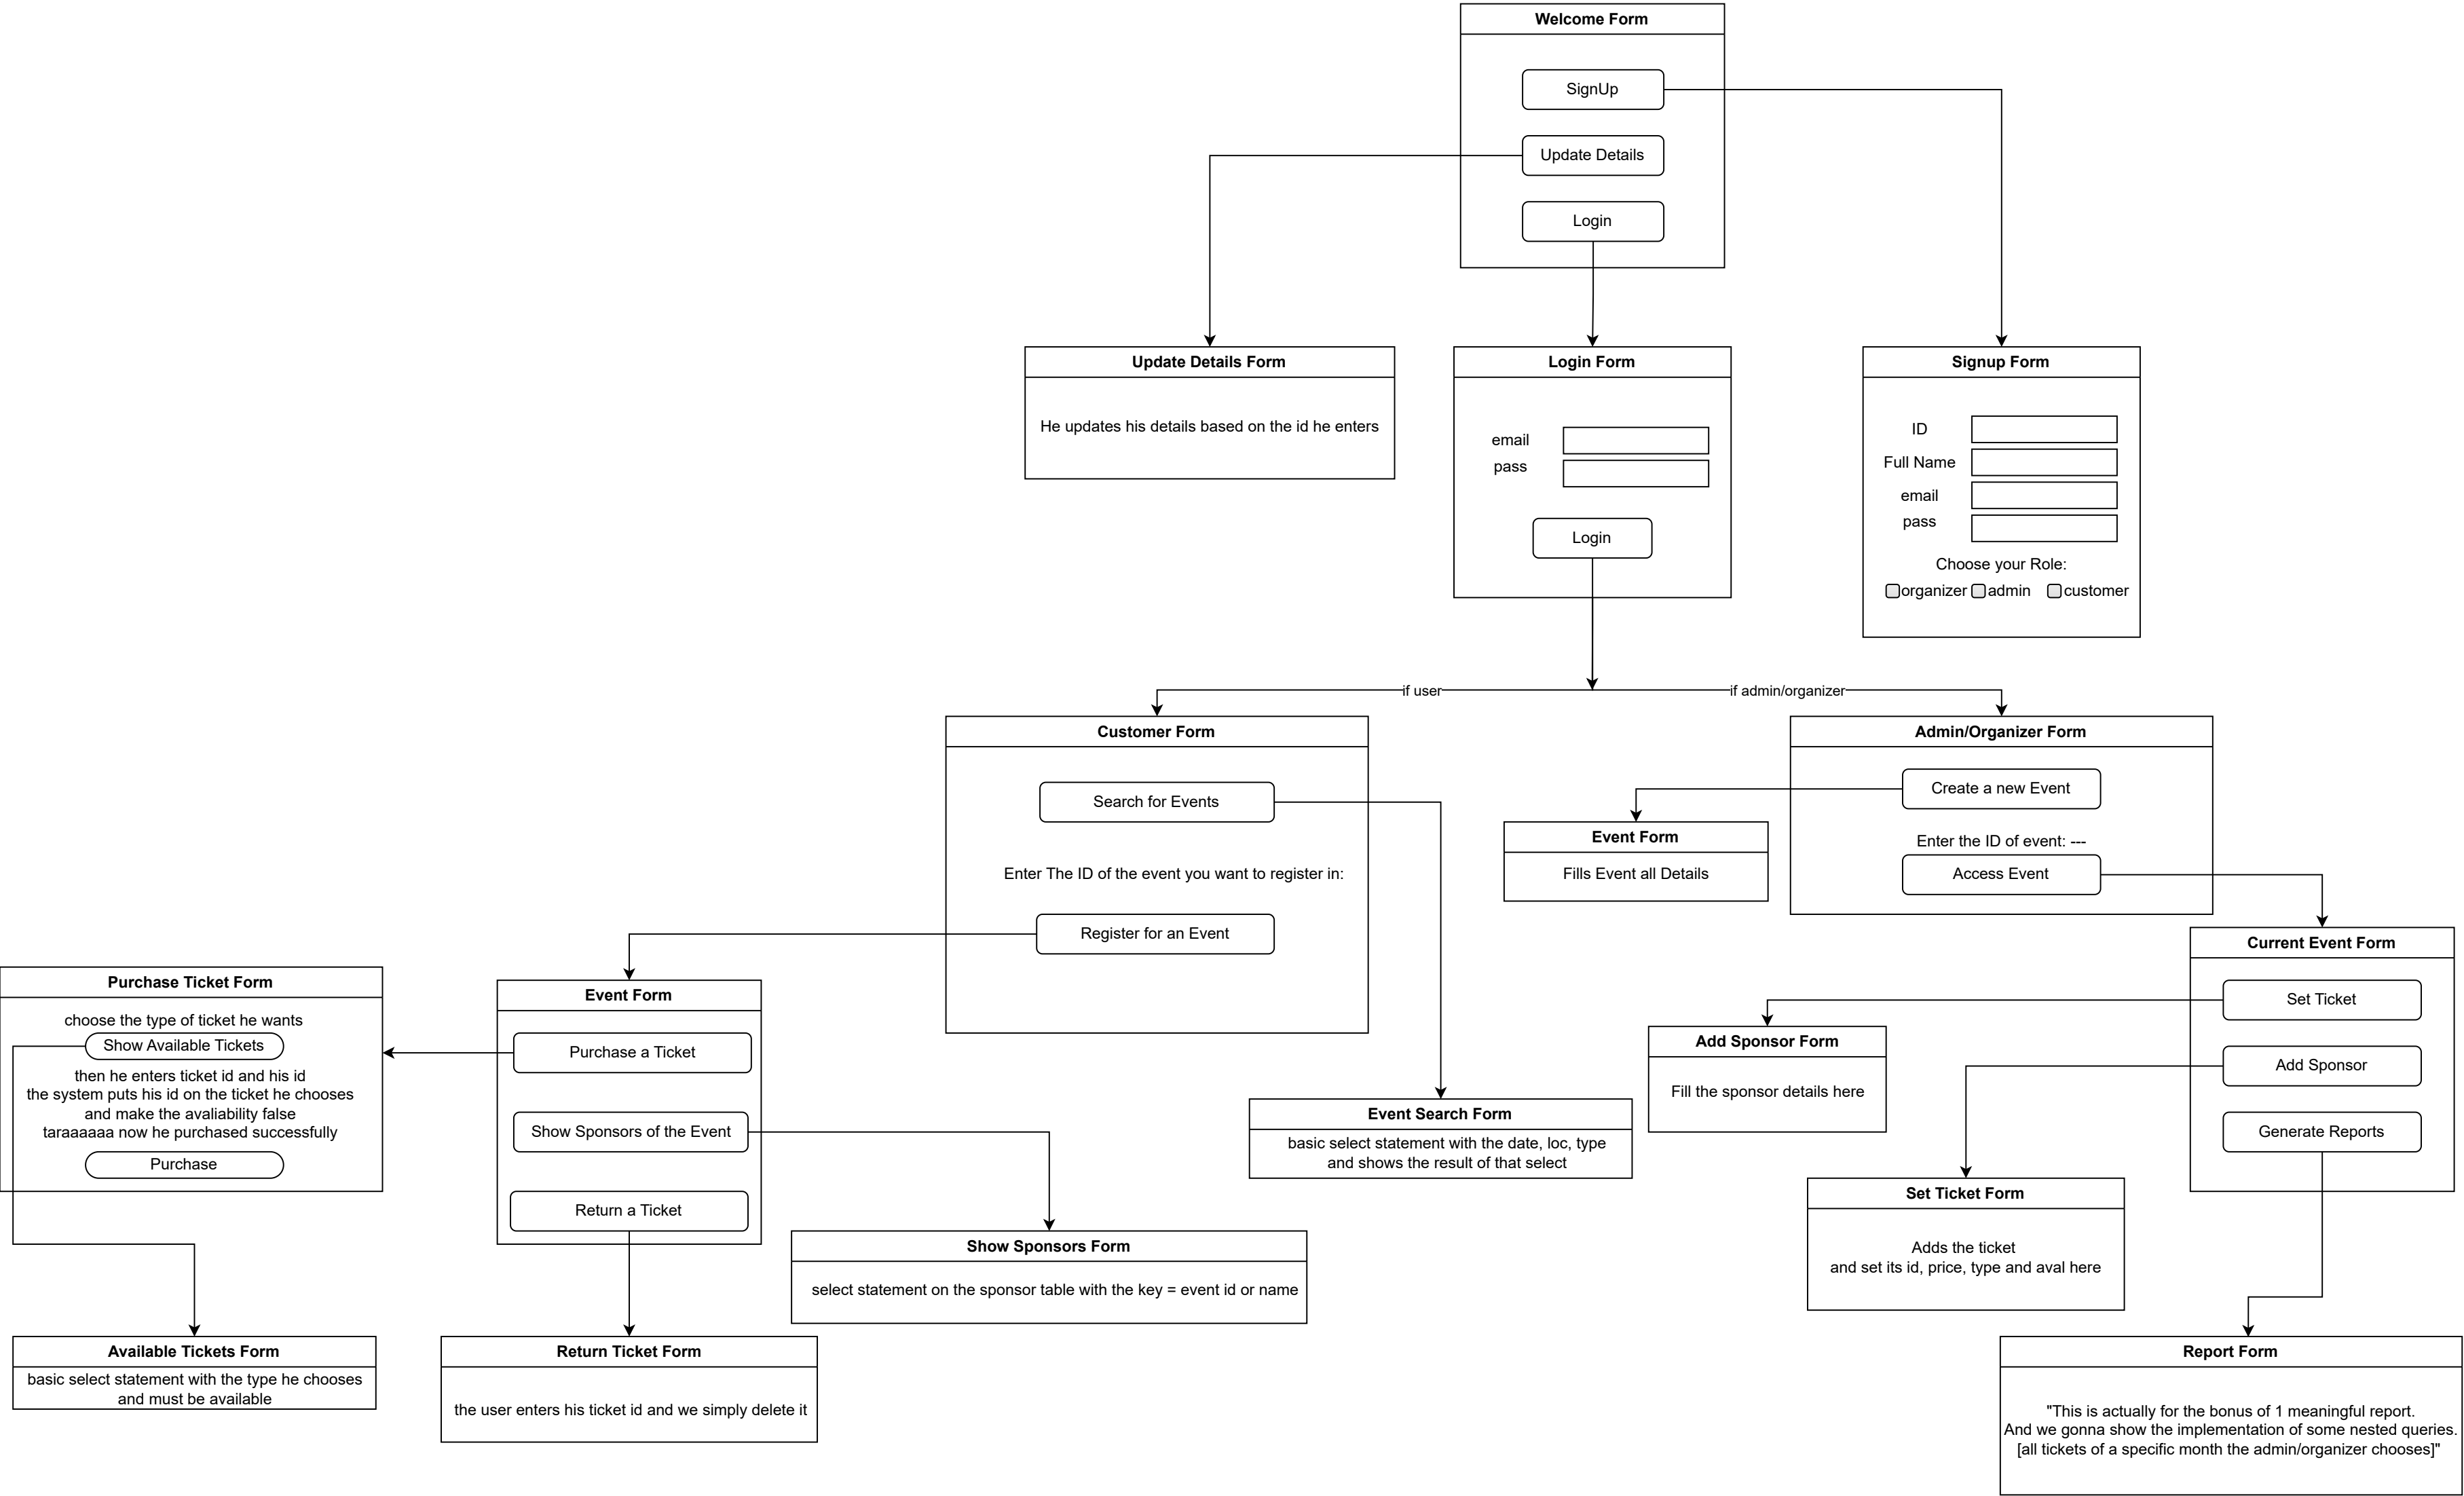 Welcome Form
SignUp
Update Details
Login
Update Details Form
He updates his details based on the id he enters
Login Form
email
pass
Login
Signup Form
ID
Full Name
email
pass
Choose your Role:
organizer admin customer
if user
if admin/organizer
Customer Form
Search for Events
Enter The ID of the event you want to register in:
Register for an Event
Admin/Organizer Form
Create a new Event
Enter the ID of event: ---
Access Event
Event Form
Fills Event all Details
Current Event Form
Set Ticket
Add Sponsor
Generate Reports
Purchase Ticket Form
choose the type of ticket he wants
Show Available Tickets
then he enters ticket id and his id
the system puts his id on the ticket he chooses
and make the avaliability false
taraaaaaa now he purchased successfully
Purchase
Event Form
Purchase a Ticket
Show Sponsors of the Event
Return a Ticket
Add Sponsor Form
Fill the sponsor details here
Event Search Form
basic select statement with the date, loc, type
and shows the result of that select
Set Ticket Form
Adds the ticket
and set its id, price, type and aval here
Show Sponsors Form
select statement on the sponsor table with the key = event id or name
Available Tickets Form
basic select statement with the type he chooses
and must be available
Return Ticket Form
the user enters his ticket id and we simply delete it
Report Form
"This is actually for the bonus of 1 meaningful report.
And we gonna show the implementation of some nested queries.
[all tickets of a specific month the admin/organizer chooses]"